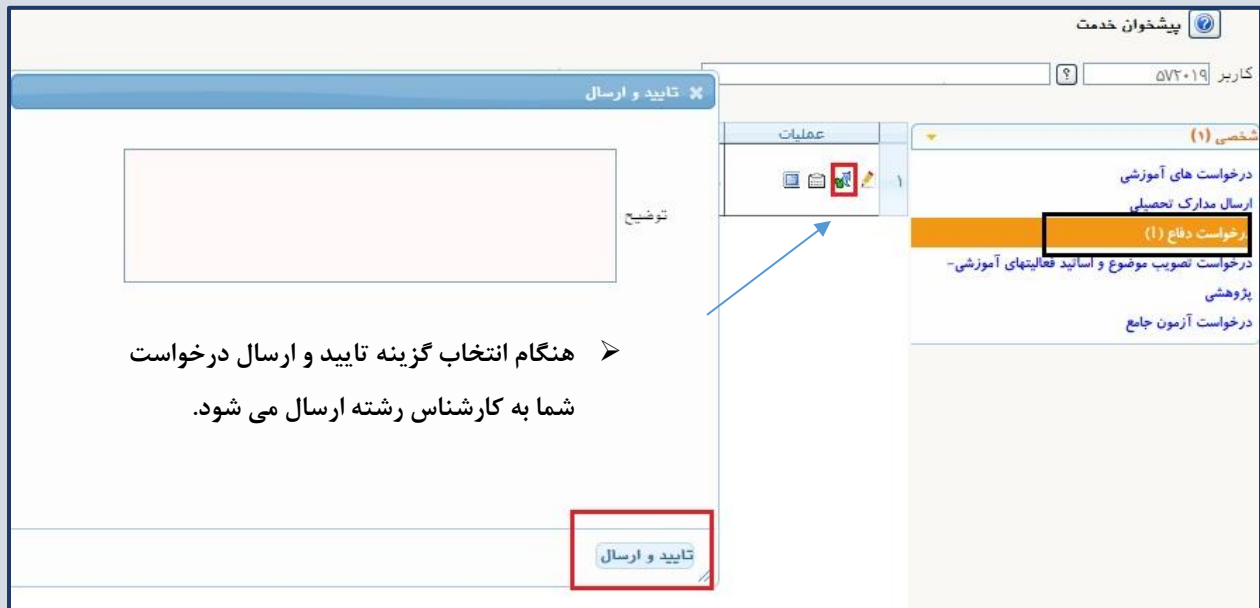 پیشخوان خدمت
کاربر ۵۷۲۰۱۹
تایید و ارسال
عملیات
شخصی (۱)
۱
درخواست های آموزشی
ارسال مدارک تحصیلی
درخواست دفاع (۱)
درخواست تصویب موضوع و اساتید فعالیتهای آموزشی-
پژوهشی
درخواست آزمون جامع
توضیح
هنگام انتخاب گزینه تایید و ارسال درخواست
شما به کارشناس رشته ارسال می شود.
تایید و ارسال